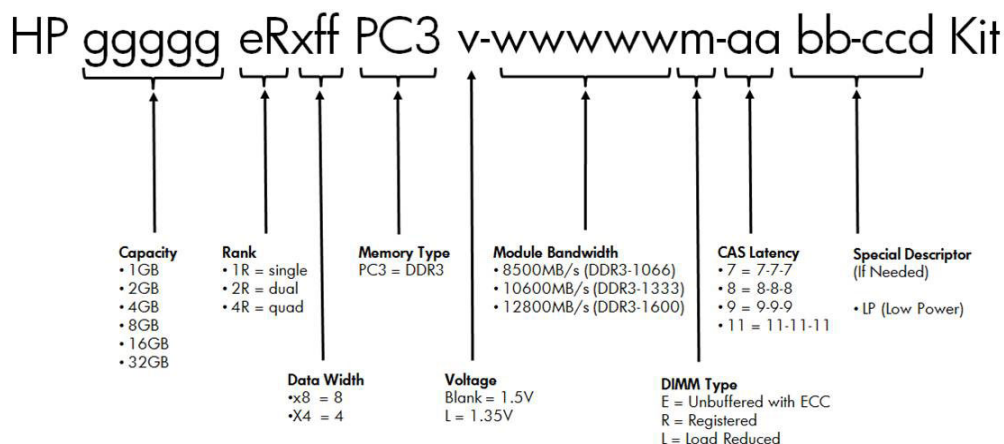 HP ggggg eRxff PC3 v-wwwwwm-aa bb-ccd Kit
Capacity
• 1GB
• 2GB
• 4GB
• 8GB
• 16GB
• 32GB
Rank
• 1R = single
• 2R = dual
• 4R = quad
Memory Type
PC3 = DDR3
Module Bandwidth
• 8500MB/s (DDR3-1066)
• 10600MB/s (DDR3-1333)
• 12800MB/s (DDR3-1600)
CAS Latency
• 7 = 7-7-7
• 8 = 8-8-8
• 9 = 9-9-9
• 11 = 11-11-11
Special Descriptor
(If Needed)
• LP (Low Power)
Data Width
•x8 = 8
•X4 = 4
Voltage
Blank = 1.5V
L = 1.35V
DIMM Type
E = Unbuffered with ECC
R = Registered
L = Load Reduced